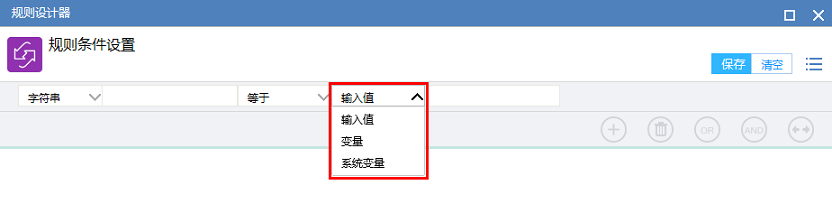 规则设计器
规则条件设置
保存 清空
字符串 等于 输入值
输入值
变量
系统变量
OR AND